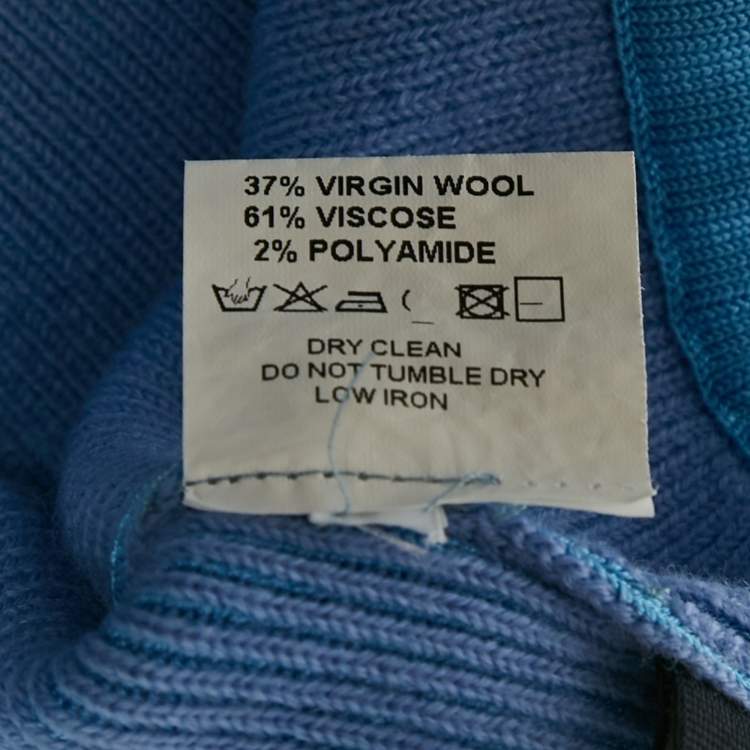 37% VIRGIN WOOL
61% VISCOSE
2% POLYAMIDE
DRY CLEAN
DO NOT TUMBLE DRY
LOW IRON